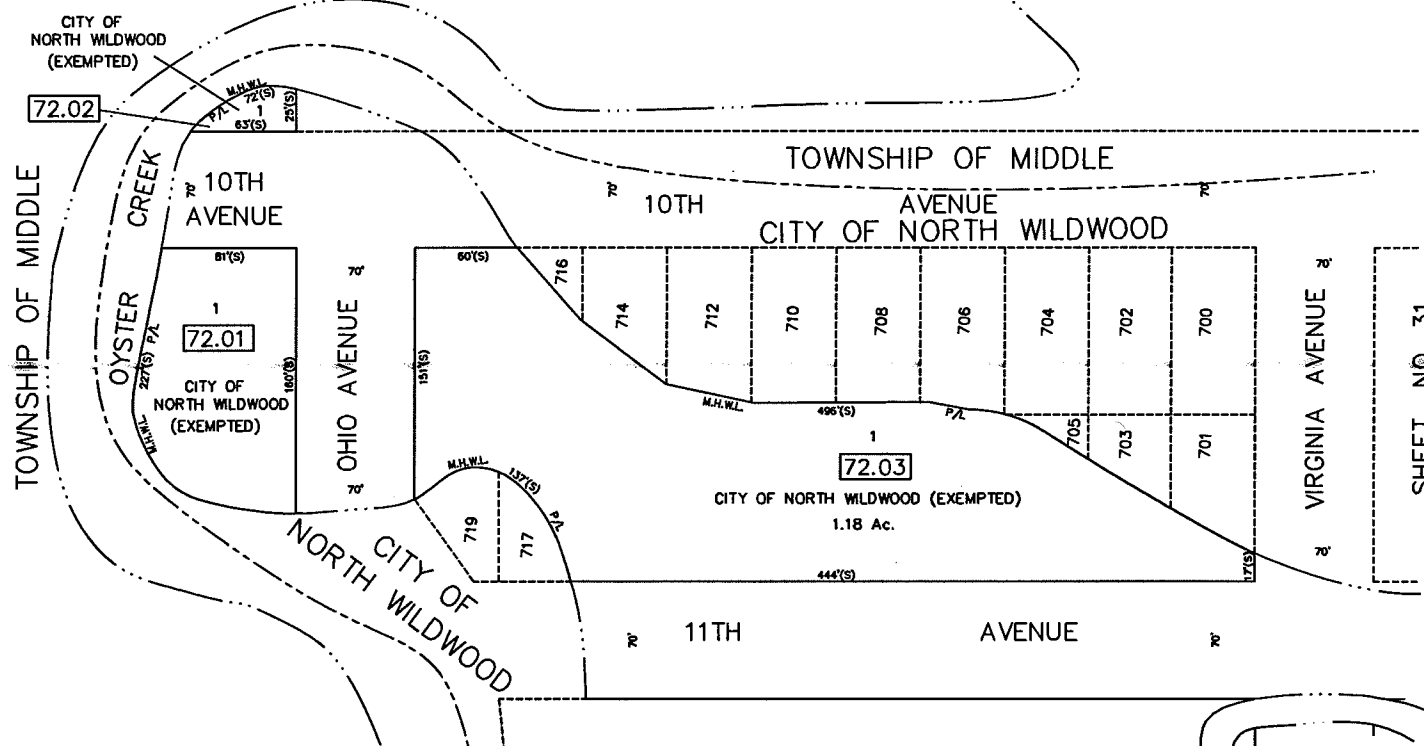 CITY OF
NORTH WILDWOOD
(EXEMPTED)
72.02
M.H.W.L.
72'(S)
P/L
1
25'(S)
63'(S)
TOWNSHIP OF MIDDLE
TOWNSHIP OF MIDDLE
OYSTER CREEK
70'
10TH
AVENUE
70'
10TH
AVENUE
70'
CITY OF NORTH WILDWOOD
81'(S)
1
72.01
CITY OF
NORTH WILDWOOD
(EXEMPTED)
227'(S)
P/L
M.H.W.L.
160'(S)
70'
OHIO AVENUE
70'
60'(S)
151'(S)
716
714
712
710
708
706
704
702
700
M.H.W.L.
496'(S)
P/L
705
703
701
1
72.03
CITY OF NORTH WILDWOOD (EXEMPTED)
1.18 Ac.
M.H.W.L.
137'(S)
P/L
719
717
444'(S)
17'(S)
70'
VIRGINIA AVENUE
70'
SHEET NO 31
CITY OF
NORTH WILDWOOD
70'
11TH
AVENUE
70'